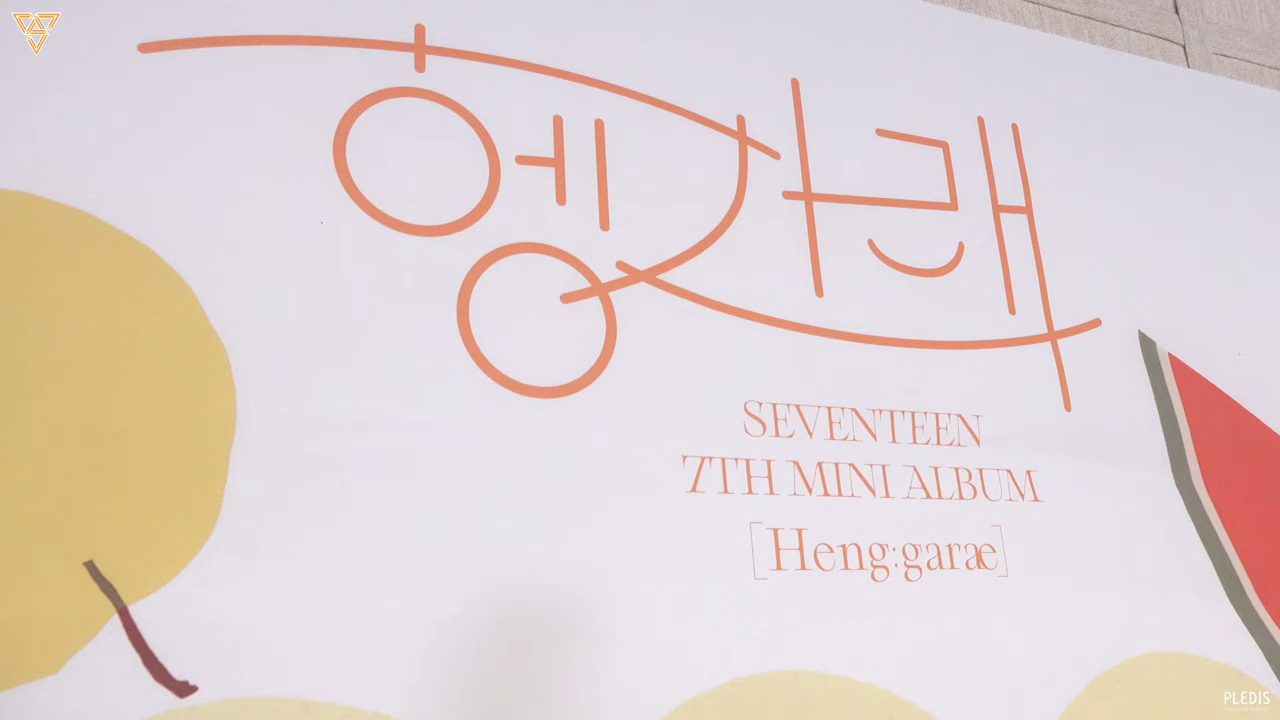 헹가래
SEVENTEEN
7TH MINI ALBUM
[Heng:garæ]
PLEDIS